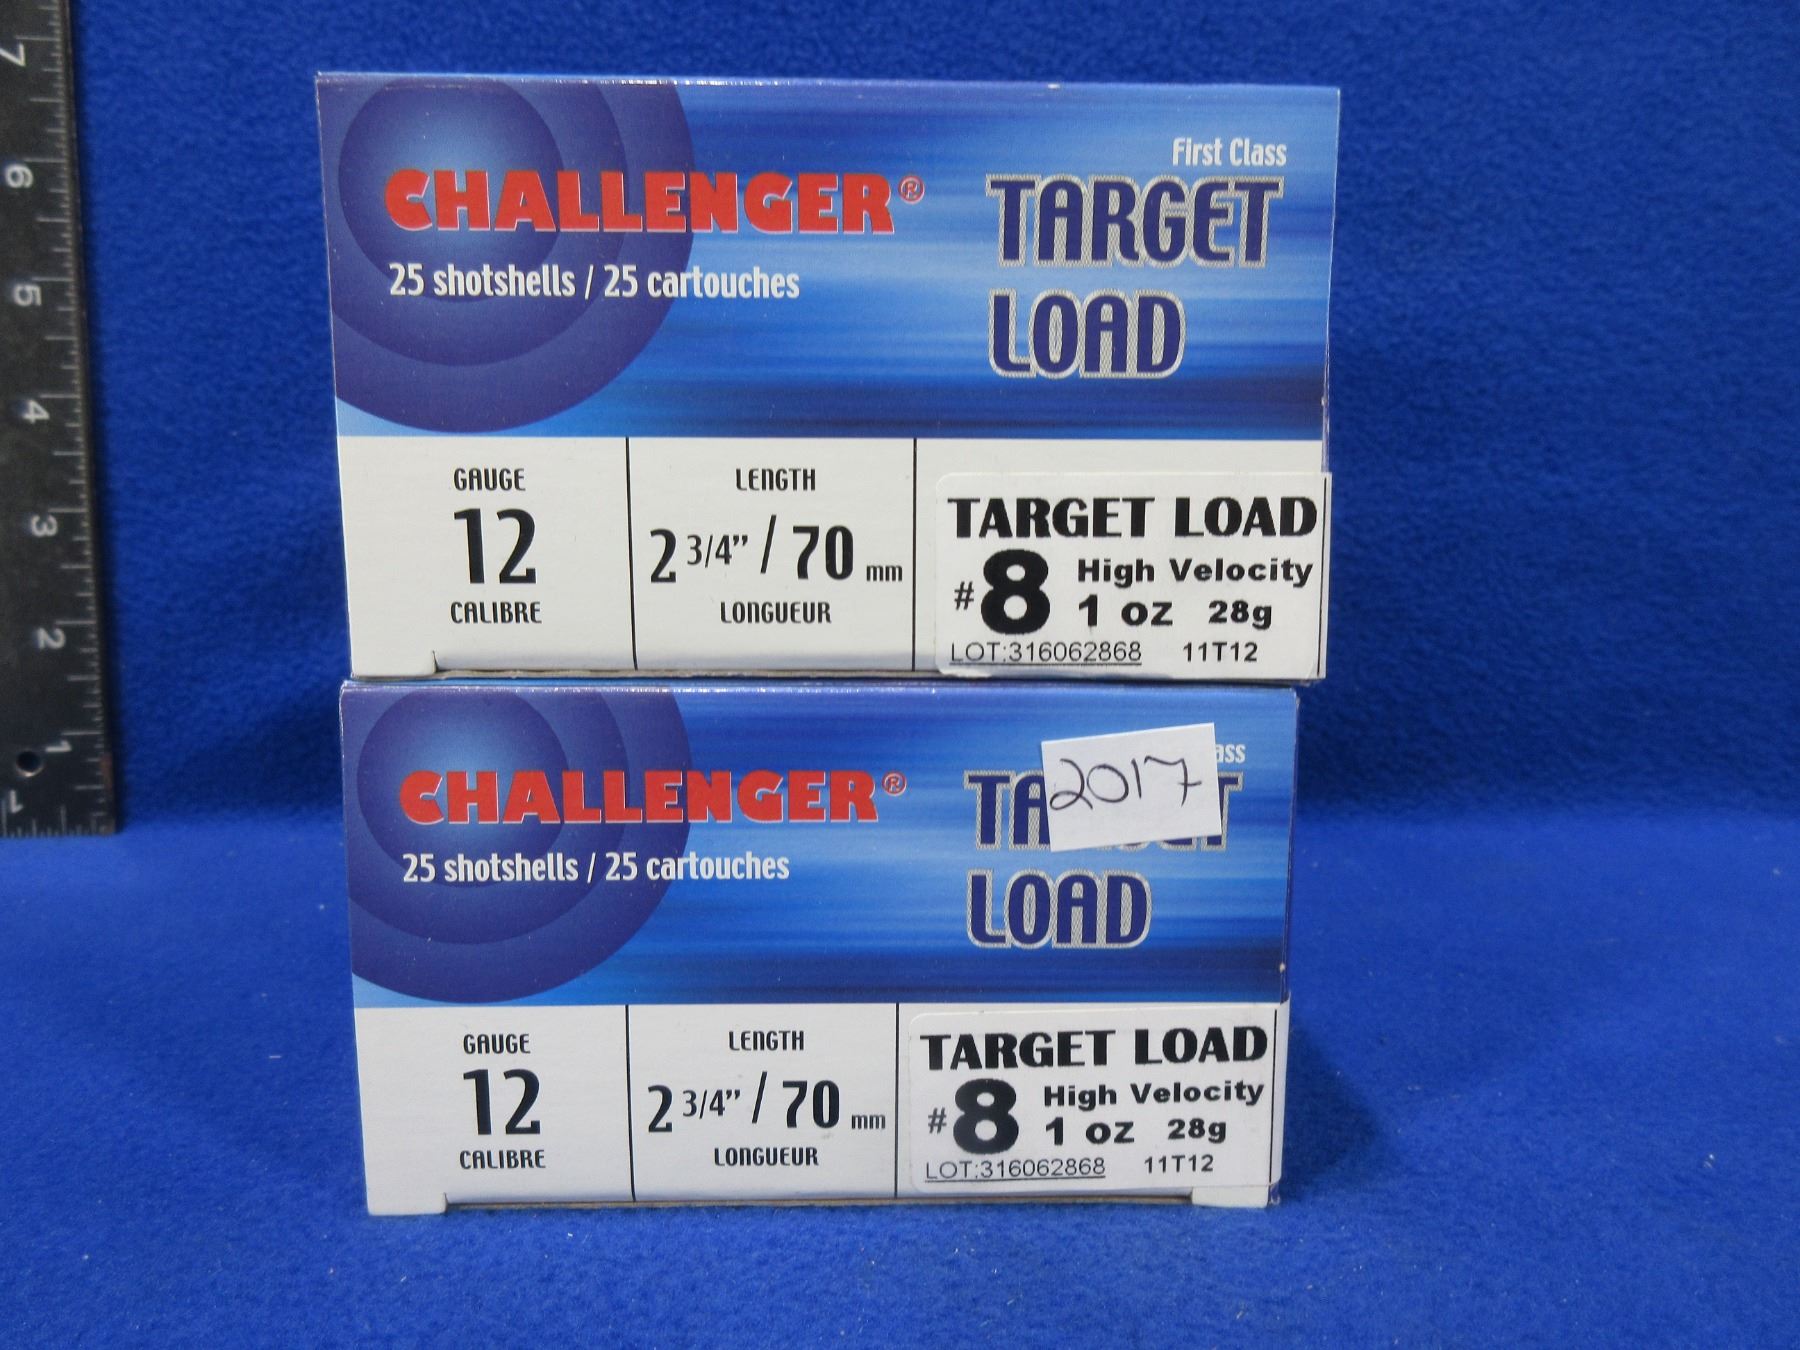 7
6
5
4
3
2
1
1
First Class
CHALLENGER®
TARGET
LOAD
25 shotshells / 25 cartouches
GAUGE
12
CALIBRE
LENGTH
2 3/4" / 70 mm
LONGUEUR
TARGET LOAD
#8 High Velocity
1 oz 28g
LOT:316062868 11T12
2017
CHALLENGER®
LOAD
25 shotshells / 25 cartouches
GAUGE
12
CALIBRE
LENGTH
2 3/4" / 70 mm
LONGUEUR
TARGET LOAD
#8 High Velocity
1 oz 28g
LOT:316062868 11T12